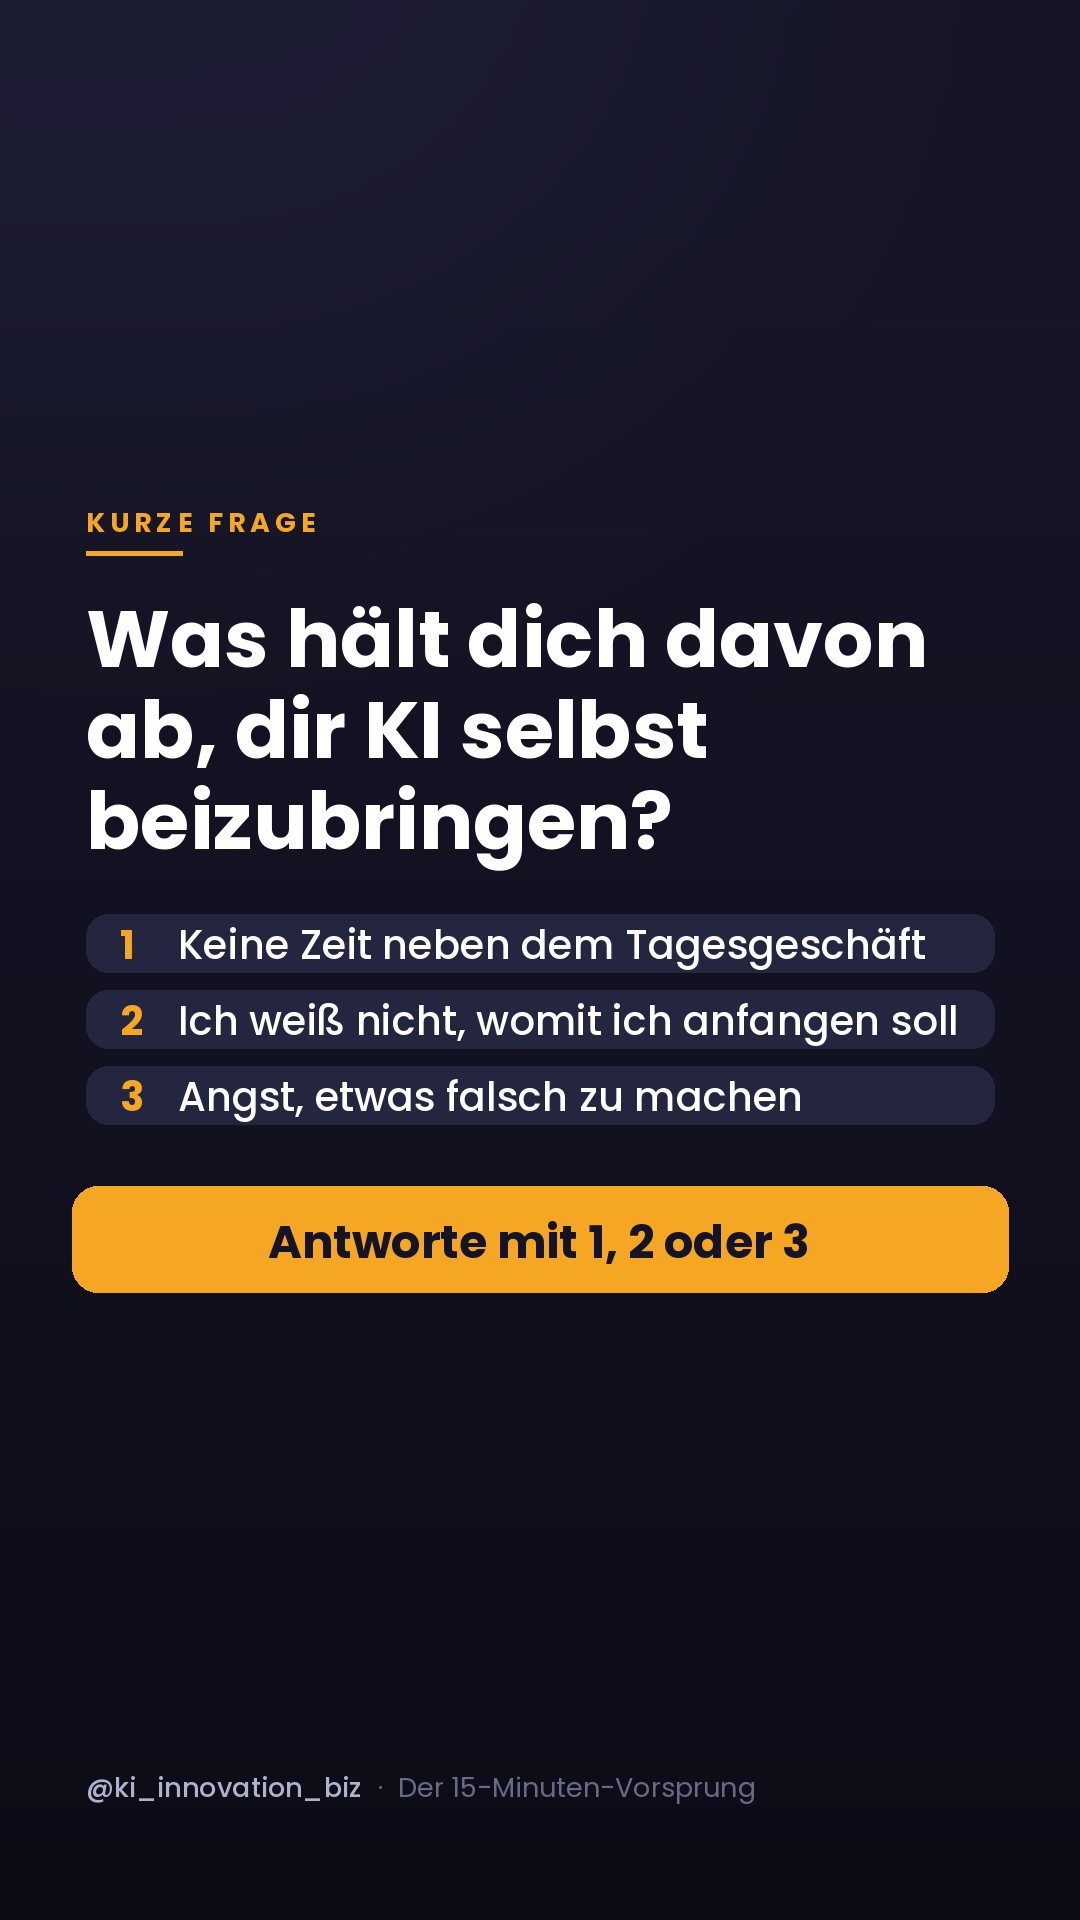 KURZE FRAGE
Was hält dich davon
ab, dir KI selbst
beizubringen?
1 Keine Zeit neben dem Tagesgeschäft
2 Ich weiß nicht, womit ich anfangen soll
3 Angst, etwas falsch zu machen
Antworte mit 1, 2 oder 3
@ki_innovation_biz · Der 15-Minuten-Vorsprung